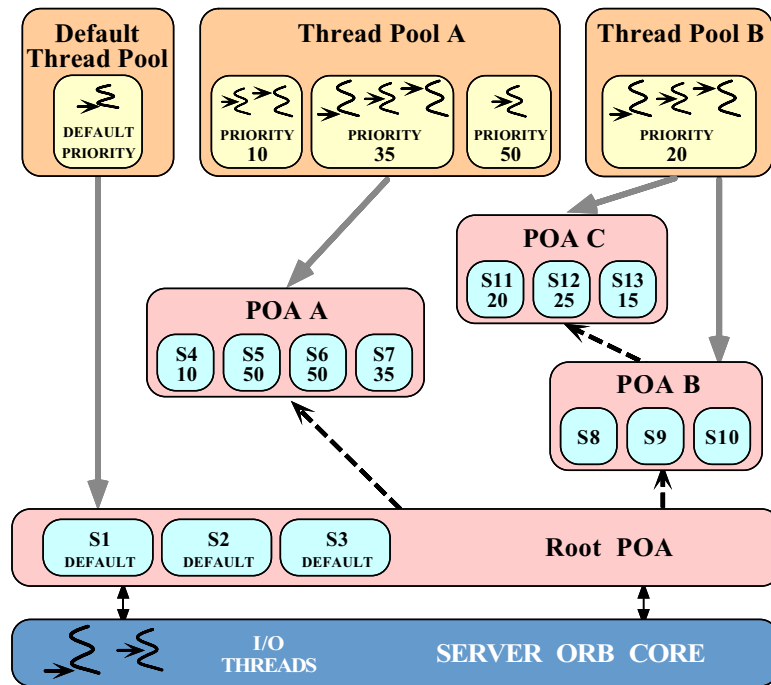 Default
Thread Pool
DEFAULT
PRIORITY
Thread Pool A
PRIORITY
10
PRIORITY
35
PRIORITY
50
Thread Pool B
PRIORITY
20
POA C
S11
20
S12
25
S13
15
POA A
S4
10
S5
50
S6
50
S7
35
POA B
S8
S9
S10
S1
DEFAULT
S2
DEFAULT
S3
DEFAULT
Root POA
I/O
THREADS
SERVER ORB CORE